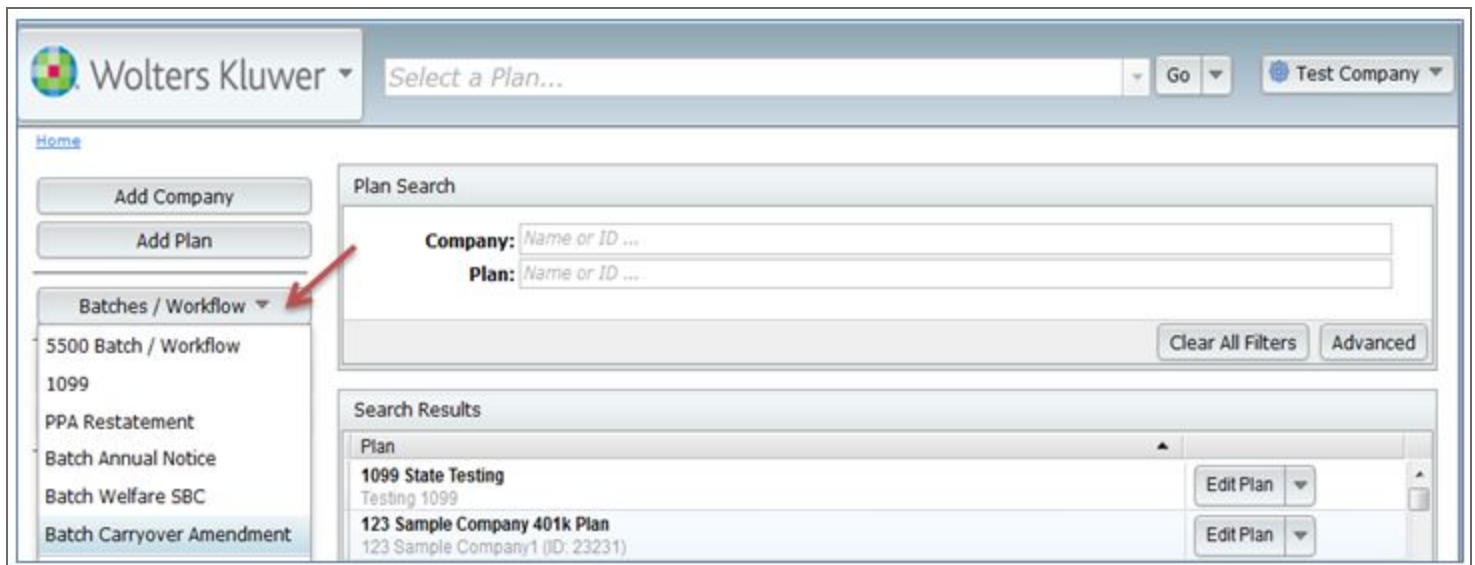 Wolters Kluwer
Select a Plan...
Go
Test Company
Home
Add Company
Add Plan
Batches / Workflow
5500 Batch / Workflow
1099
PPA Restatement
Batch Annual Notice
Batch Welfare SBC
Batch Carryover Amendment
Plan Search
Company: Name or ID ...
Plan: Name or ID ...
Clear All Filters Advanced
Search Results
Plan
1099 State Testing
Testing 1099
Edit Plan
123 Sample Company 401k Plan
123 Sample Company1 (ID: 23231)
Edit Plan